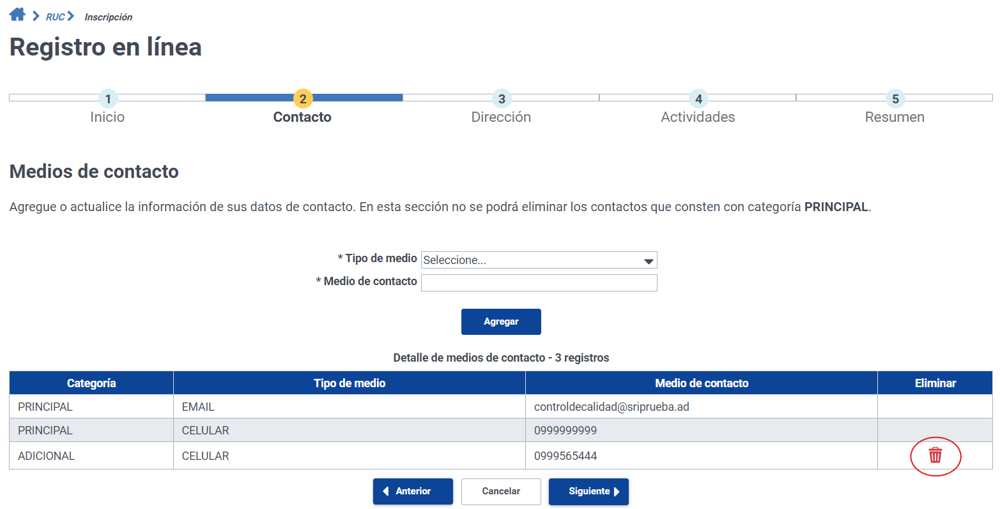 RUC Inscripción
Registro en línea
1 2 3 4 5
Inicio Contacto Dirección Actividades Resumen
Medios de contacto
Agregue o actualice la información de sus datos de contacto. En esta sección no se podrá eliminar los contactos que consten con categoría PRINCIPAL.
* Tipo de medio Seleccione...
* Medio de contacto
Agregar
Detalle de medios de contacto - 3 registros
Categoría Tipo de medio Medio de contacto Eliminar
PRINCIPAL EMAIL controldecalidad@sriprueba.ad
PRINCIPAL CELULAR 0999999999
ADICIONAL CELULAR 0999565444
Anterior Cancelar Siguiente